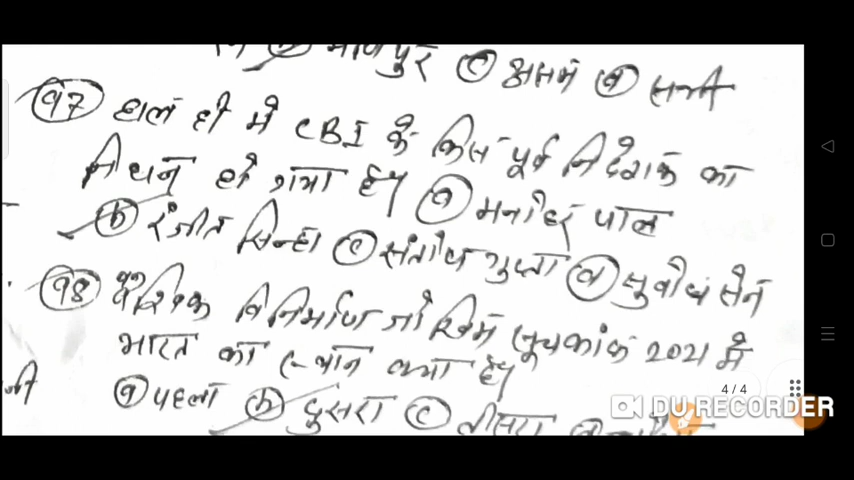 मणिपुर (c) असम (d) सभी
(97) हाल ही में CBI के किस पूर्व निदेशक का
निधन हो गया है। (a) मनोहर पाल
(b) रंजीत सिन्हा (c) संतोष गुप्ता (d) सुबोध सेन
(98) वैश्विक विनिर्माण जोखिम सूचकांक 2021 में
भारत का स्थान क्या है।
(a) पहला (b) दूसरा (c) तीसरा
4 / 4
DU RECORDER